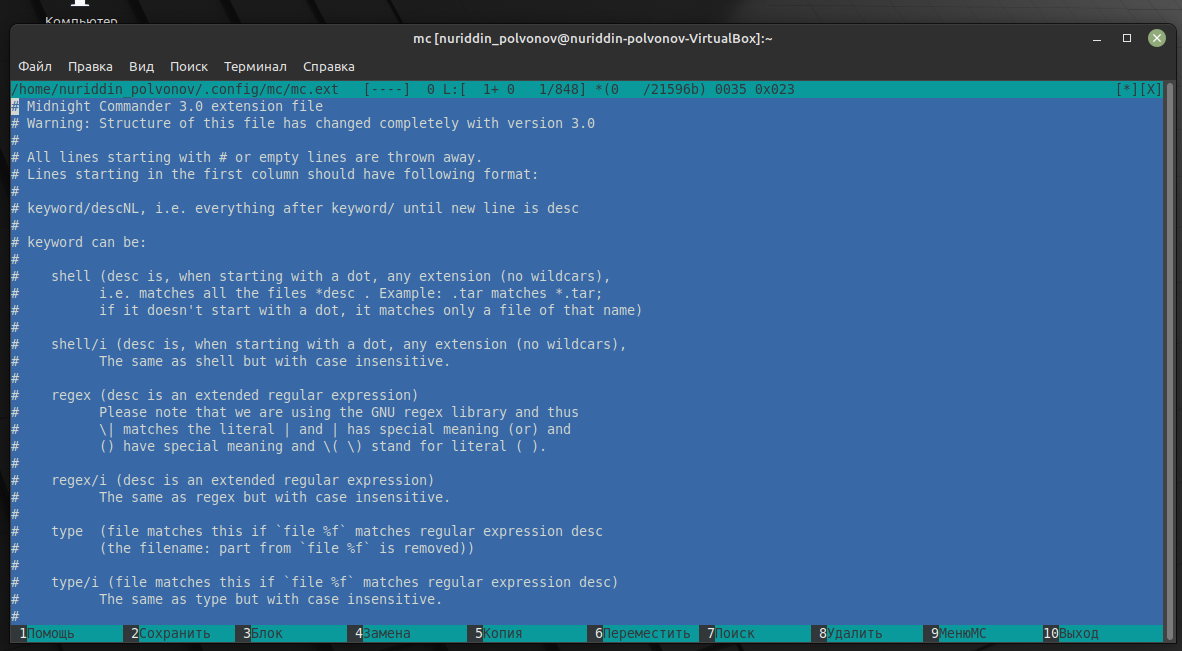 Компьютер
mc [nuriddin_polvonov@nuriddin-polvonov-VirtualBox]:~
Файл Правка Вид Поиск Терминал Справка
/home/nuriddin_polvonov/.config/mc/mc.ext   [----]  0 L:[  1+ 0   1/848] *(0   /21596b) 0035 0x023 [*][X]
# Midnight Commander 3.0 extension file
# Warning: Structure of this file has changed completely with version 3.0
#
# All lines starting with # or empty lines are thrown away.
# Lines starting in the first column should have following format:
#
# keyword/descNL, i.e. everything after keyword/ until new line is desc
#
# keyword can be:
#
#    shell (desc is, when starting with a dot, any extension (no wildcars),
#          i.e. matches all the files *desc . Example: .tar matches *.tar;
#          if it doesn't start with a dot, it matches only a file of that name)
#
#    shell/i (desc is, when starting with a dot, any extension (no wildcars),
#          The same as shell but with case insensitive.
#
#    regex (desc is an extended regular expression)
#          Please note that we are using the GNU regex library and thus
#          \| matches the literal | and | has special meaning (or) and
#          () have special meaning and \( \) stand for literal ( ).
#
#    regex/i (desc is an extended regular expression)
#          The same as regex but with case insensitive.
#
#    type  (file matches this if `file %f` matches regular expression desc
#          (the filename: part from `file %f` is removed))
#
#    type/i (file matches this if `file %f` matches regular expression desc)
#          The same as type but with case insensitive.
#
1Помощь 2Сохранить 3Блок 4Замена 5Копия 6Переместить 7Поиск 8Удалить 9МенюМС 10Выход